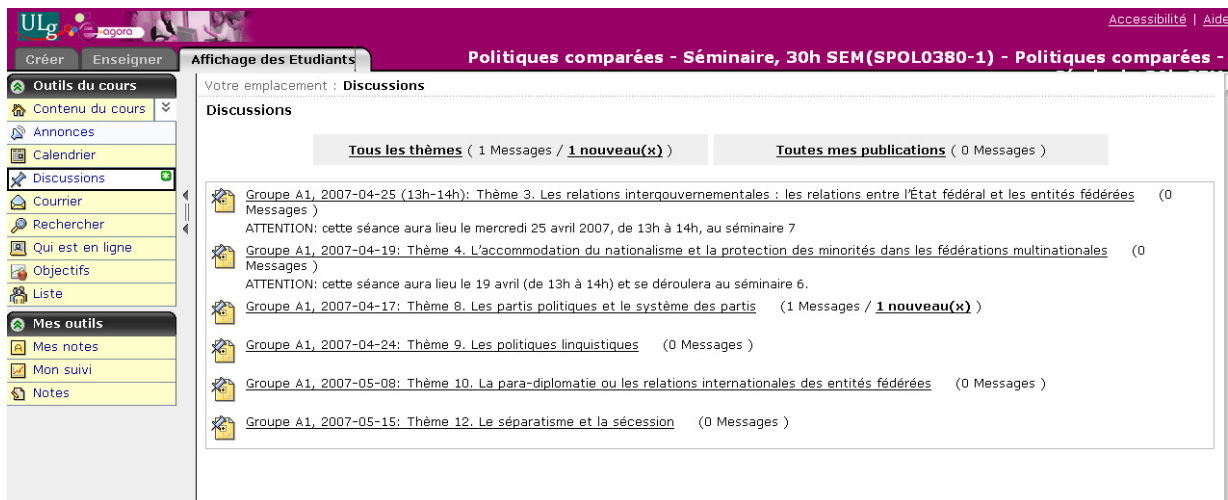 ULg e-agora
Accessibilité | Aide
Créer Enseigner Affichage des Etudiants Politiques comparées - Séminaire, 30h SEM(SPOL0380-1) - Politiques comparées -
Outils du cours
Contenu du cours
Annonces
Calendrier
Discussions
Courrier
Rechercher
Qui est en ligne
Objectifs
Liste
Mes outils
Mes notes
Mon suivi
Notes
Votre emplacement : Discussions
Discussions
Tous les thèmes ( 1 Messages / 1 nouveau(x) ) Toutes mes publications ( 0 Messages )
Groupe A1, 2007-04-25 (13h-14h): Thème 3. Les relations intergouvernementales : les relations entre l'État fédéral et les entités fédérées (0
Messages )
ATTENTION: cette séance aura lieu le mercredi 25 avril 2007, de 13h à 14h, au séminaire 7
Groupe A1, 2007-04-19: Thème 4. L'accommodation du nationalisme et la protection des minorités dans les fédérations multinationales (0
Messages )
ATTENTION: cette séance aura lieu le 19 avril (de 13h à 14h) et se déroulera au séminaire 6.
Groupe A1, 2007-04-17: Thème 8. Les partis politiques et le système des partis (1 Messages / 1 nouveau(x) )
Groupe A1, 2007-04-24: Thème 9. Les politiques linguistiques (0 Messages )
Groupe A1, 2007-05-08: Thème 10. La para-diplomatie ou les relations internationales des entités fédérées (0 Messages )
Groupe A1, 2007-05-15: Thème 12. Le séparatisme et la sécession (0 Messages )